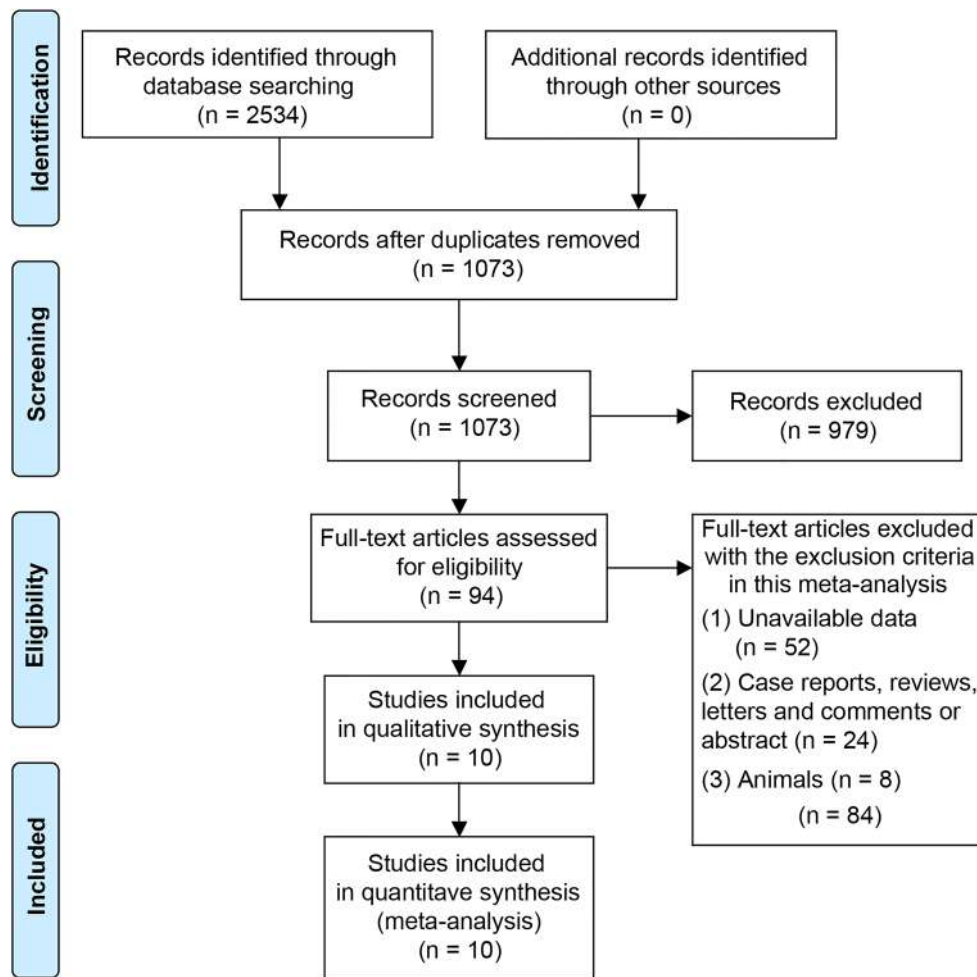 Identification
Records identified through
database searching
(n = 2534)
Additional records identified
through other sources
(n = 0)
Records after duplicates removed
(n = 1073)
Screening
Records screened
(n = 1073)
Records excluded
(n = 979)
Eligibility
Full-text articles assessed
for eligibility
(n = 94)
Full-text articles excluded
with the exclusion criteria
in this meta-analysis
(1) Unavailable data
(n = 52)
(2) Case reports, reviews,
letters and comments or
abstract (n = 24)
(3) Animals (n = 8)
(n = 84)
Studies included
in qualitative synthesis
(n = 10)
Included
Studies included
in quantitave synthesis
(meta-analysis)
(n = 10)